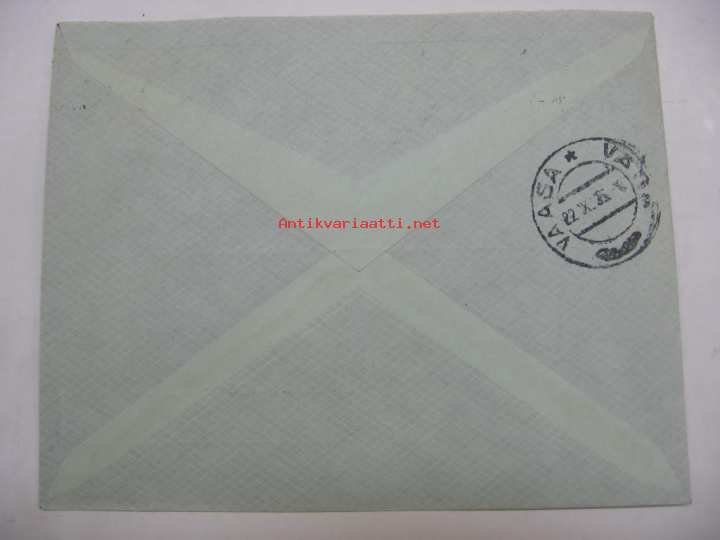 Antikvariaatti.net
VAASA * VASA
22.X.35